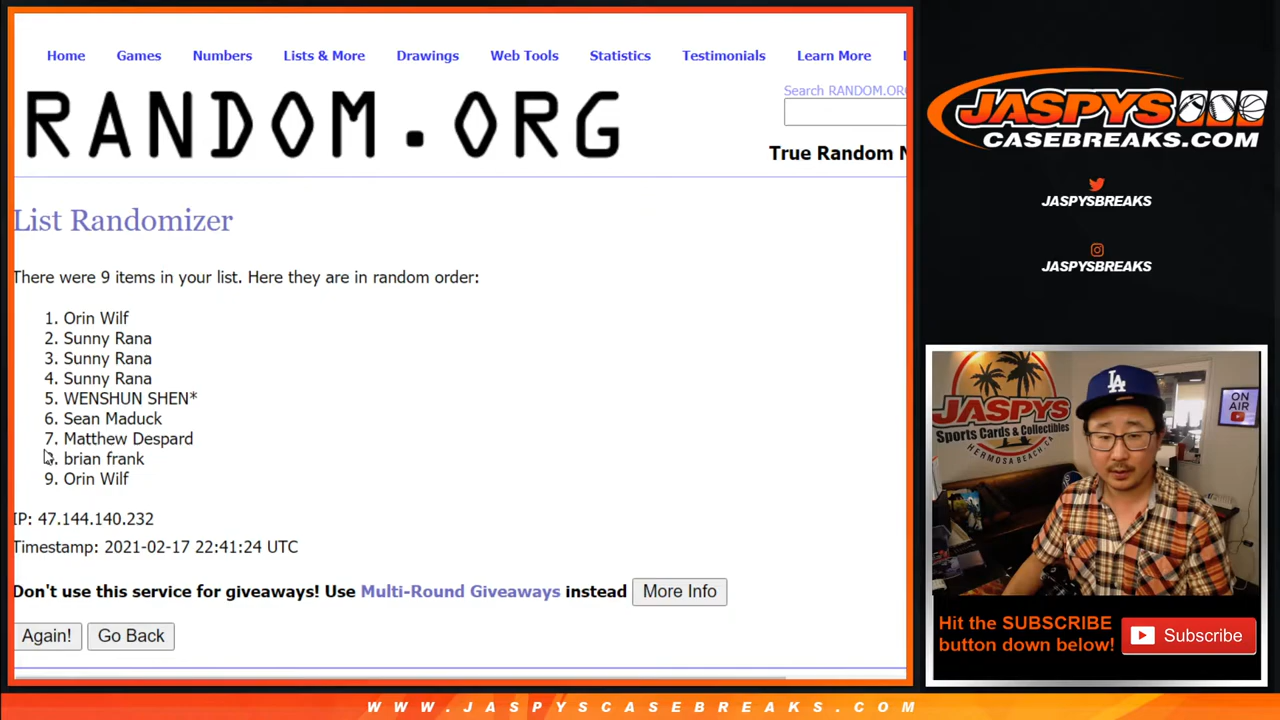 Home Games Numbers Lists & More Drawings Web Tools Statistics Testimonials Learn More
Search RANDOM.ORG
RANDOM.ORG
True Random N
List Randomizer
There were 9 items in your list. Here they are in random order:
1. Orin Wilf
2. Sunny Rana
3. Sunny Rana
4. Sunny Rana
5. WENSHUN SHEN*
6. Sean Maduck
7. Matthew Despard
8. brian frank
9. Orin Wilf
IP: 47.144.140.232
Timestamp: 2021-02-17 22:41:24 UTC
Don't use this service for giveaways! Use Multi-Round Giveaways instead More Info
Again! Go Back
JASPYS
CASEBREAKS.COM
JASPYSBREAKS
JASPYSBREAKS
JASPYS
Sports Cards & Collectibles
HERMOSA BEACH, CA
LA
ON
AIR
Hit the SUBSCRIBE
button down below!
Subscribe
WWW.JASPYSCASEBREAKS.COM